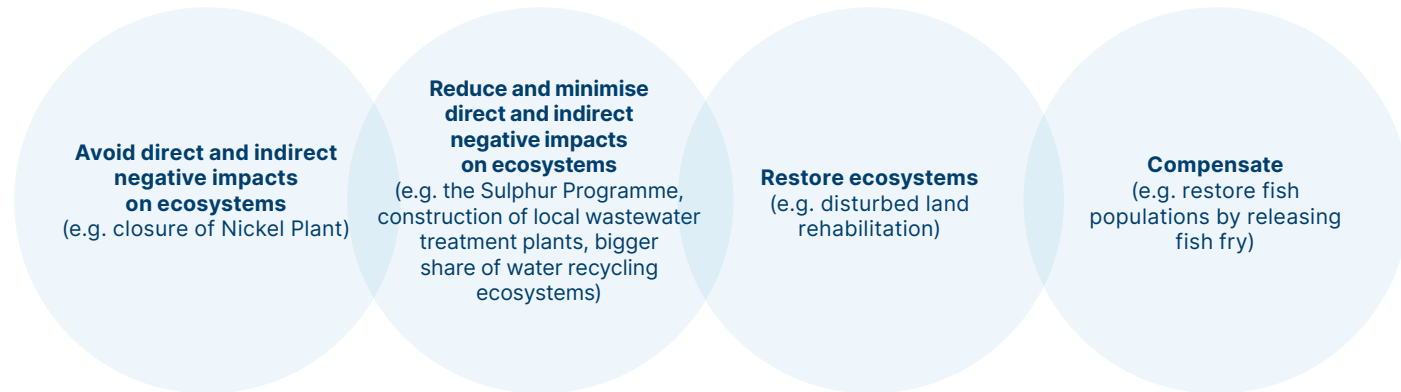 Avoid direct and indirect
negative impacts
on ecosystems
(e.g. closure of Nickel Plant)
Reduce and minimise
direct and indirect
negative impacts
on ecosystems
(e.g. the Sulphur Programme,
construction of local wastewater
treatment plants, bigger
share of water recycling
ecosystems)
Restore ecosystems
(e.g. disturbed land
rehabilitation)
Compensate
(e.g. restore fish
populations by releasing
fish fry)